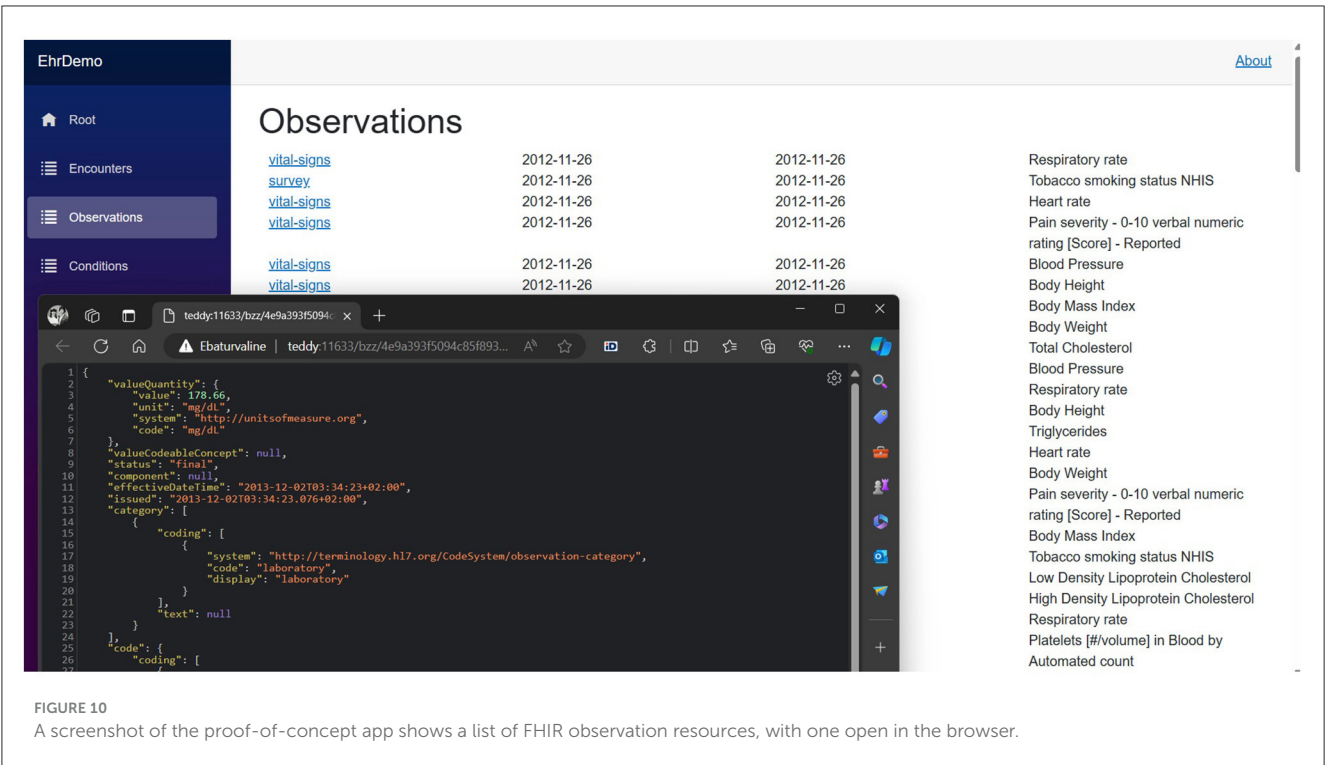 EhrDemo
About
Root
Encounters
Observations
Conditions
Observations
vital-signs 2012-11-26 2012-11-26 Respiratory rate
survey 2012-11-26 2012-11-26 Tobacco smoking status NHIS
vital-signs 2012-11-26 2012-11-26 Heart rate
vital-signs 2012-11-26 2012-11-26 Pain severity - 0-10 verbal numeric
rating [Score] - Reported
vital-signs 2012-11-26 2012-11-26 Blood Pressure
vital-signs 2012-11-26 2012-11-26 Body Height
Body Mass Index
Body Weight
Total Cholesterol
Blood Pressure
Respiratory rate
Body Height
Triglycerides
Heart rate
Body Weight
Pain severity - 0-10 verbal numeric
rating [Score] - Reported
Body Mass Index
Tobacco smoking status NHIS
Low Density Lipoprotein Cholesterol
High Density Lipoprotein Cholesterol
Respiratory rate
Platelets [#/volume] in Blood by
Automated count
teddy:11633/bzz/4e9a393f5094c
Ebaturvaline | teddy:11633/bzz/4e9a393f5094c85f893...
1 {
2 "valueQuantity": {
3 "value": 178.66,
4 "unit": "mg/dL",
5 "system": "http://unitsofmeasure.org",
6 "code": "mg/dL"
7 },
8 "valueCodeableConcept": null,
9 "status": "final",
10 "component": null,
11 "effectiveDateTime": "2013-12-02T03:34:23+02:00",
12 "issued": "2013-12-02T03:34:23.076+02:00",
13 "category": [
14 {
15 "coding": [
16 {
17 "system": "http://terminology.hl7.org/CodeSystem/observation-category",
18 "code": "laboratory",
19 "display": "laboratory"
20 }
21 ],
22 "text": null
23 }
24 ],
25 "code": {
26 "coding": [
27 {
FIGURE 10
A screenshot of the proof-of-concept app shows a list of FHIR observation resources, with one open in the browser.